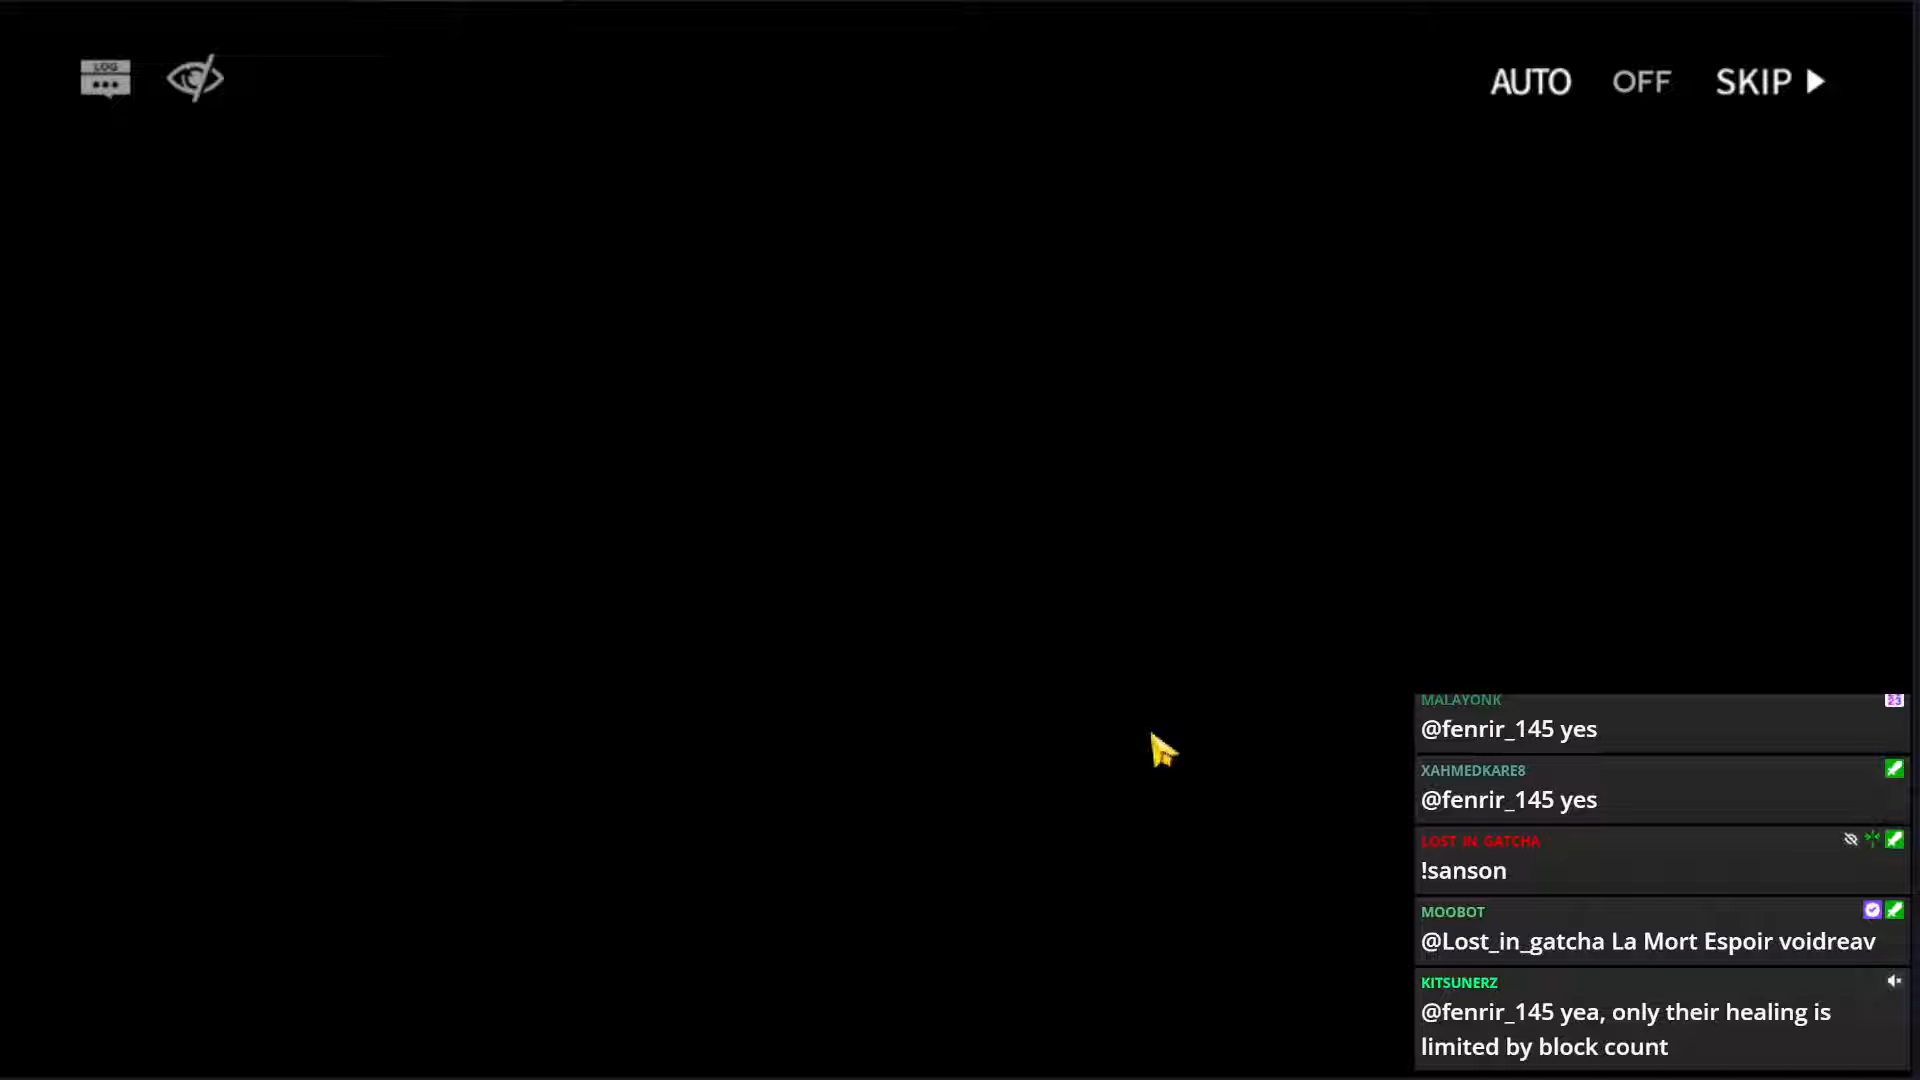 LOG
AUTO OFF SKIP
MALAYONK
23
@fenrir_145 yes
XAHMEDKARE8
@fenrir_145 yes
LOST_IN_GATCHA
!sanson
MOOBOT
@Lost_in_gatcha La Mort Espoir voidreav
KITSUNERZ
@fenrir_145 yea, only their healing is
limited by block count